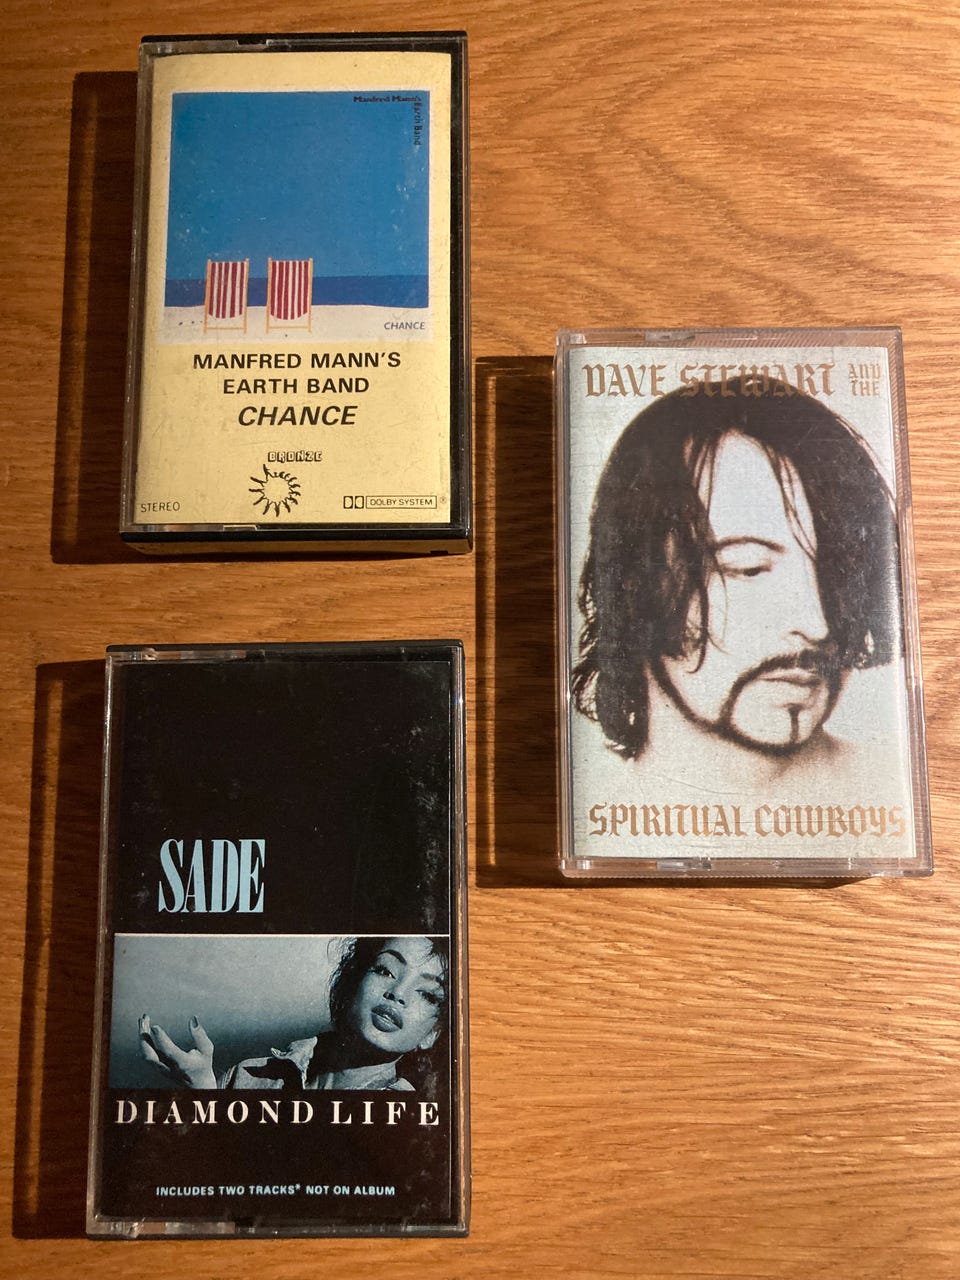 Manfred Mann's
Earth Band
CHANCE
MANFRED MANN'S
EARTH BAND
CHANCE
BRONZE
STEREO
DOLBY SYSTEM ®
DAVE STEWART AND THE
SPIRITUAL COWBOYS
SADE
DIAMOND LIFE
INCLUDES TWO TRACKS* NOT ON ALBUM